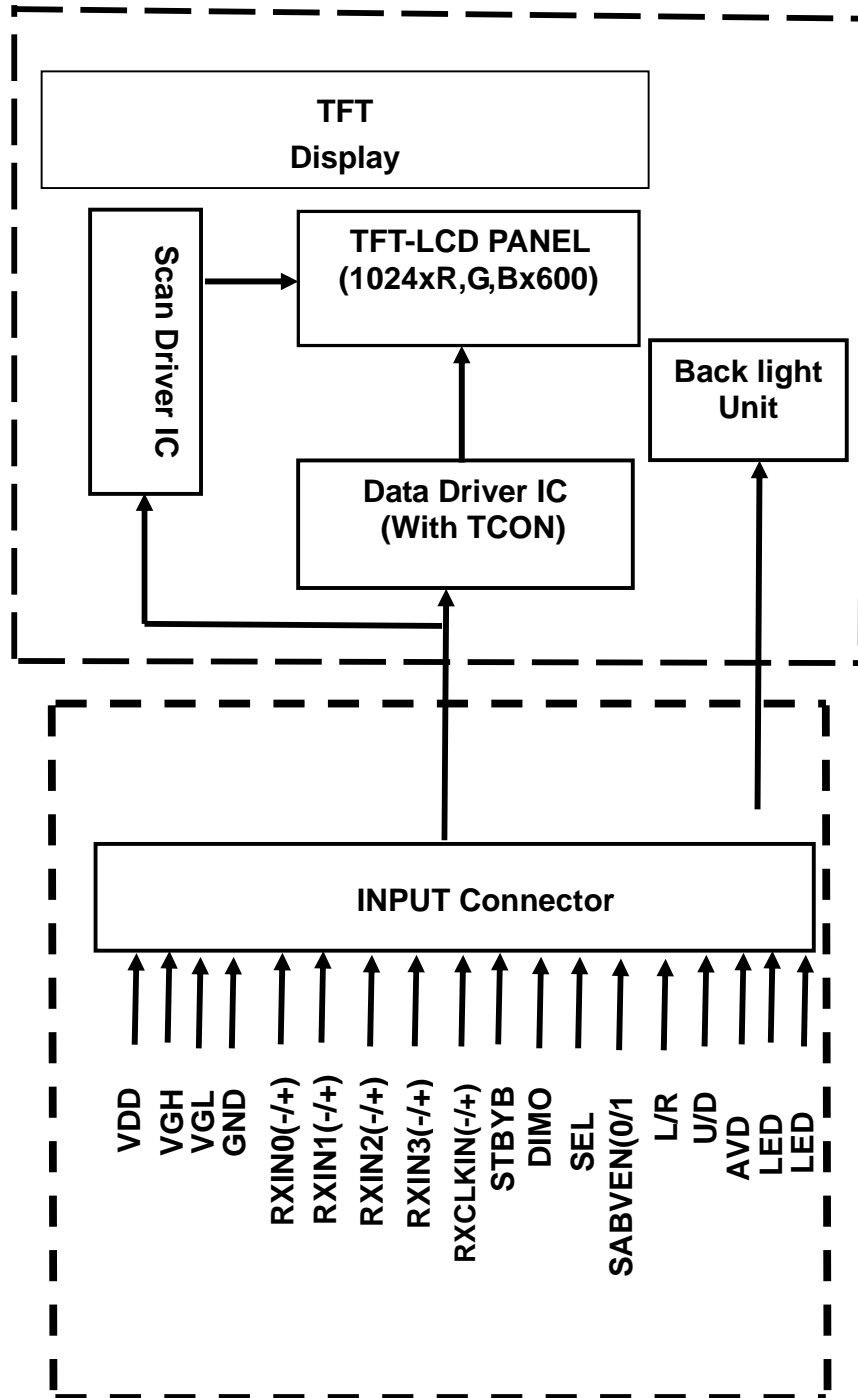 TFT
Display
Scan Driver IC
TFT-LCD PANEL
(1024xR,G,Bx600)
Back light
Unit
Data Driver IC
(With TCON)
INPUT Connector
VDD
VGH
VGL
GND
RXIN0(-/+)
RXIN1(-/+)
RXIN2(-/+)
RXIN3(-/+)
RXCLKIN(-/+)
STBYB
DIMO
SEL
SABVEN(0/1
L/R
U/D
AVD
LED
LED